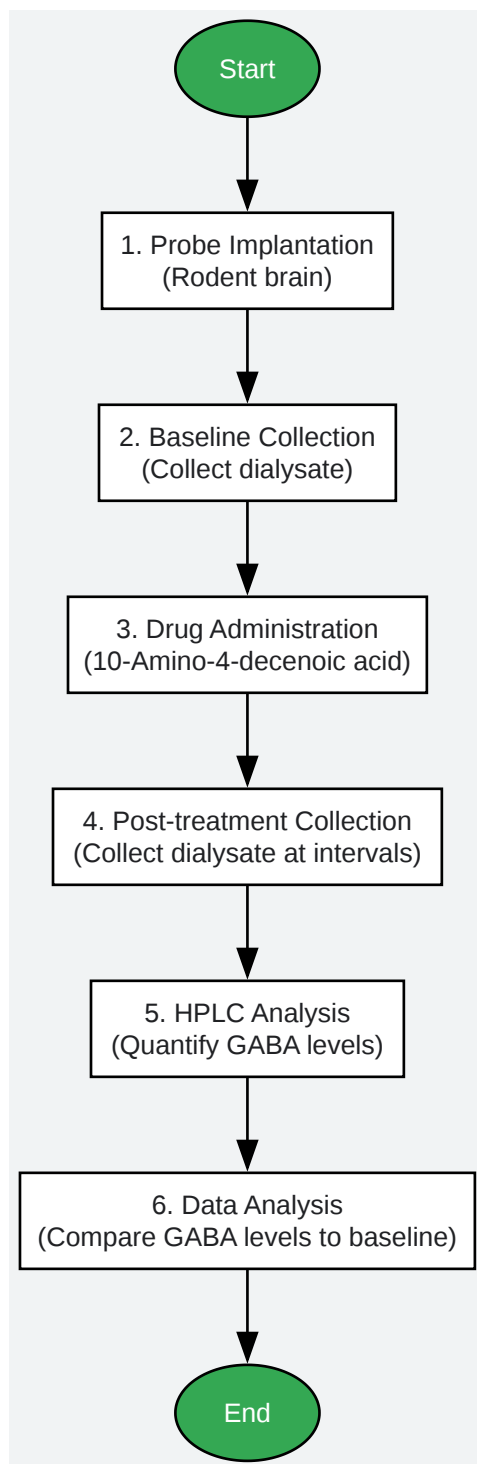 Start
1. Probe Implantation
(Rodent brain)
2. Baseline Collection
(Collect dialysate)
3. Drug Administration
(10-Amino-4-decenoic acid)
4. Post-treatment Collection
(Collect dialysate at intervals)
5. HPLC Analysis
(Quantify GABA levels)
6. Data Analysis
(Compare GABA levels to baseline)
End